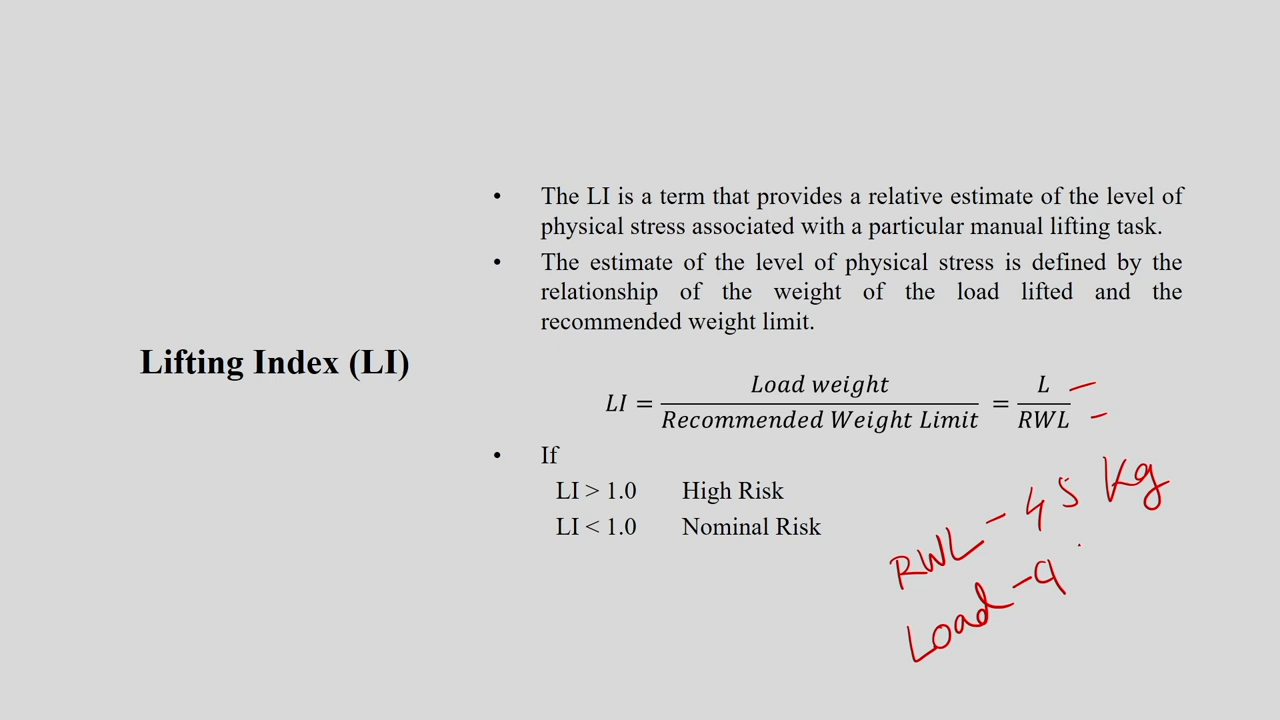 • The LI is a term that provides a relative estimate of the level of
physical stress associated with a particular manual lifting task.
• The estimate of the level of physical stress is defined by the
relationship of the weight of the load lifted and the
recommended weight limit.
Lifting Index (LI)
LI = Load weight / Recommended Weight Limit = L / RWL
• If
LI > 1.0 High Risk
LI < 1.0 Nominal Risk
RWL - 45 Kg
Load - 9